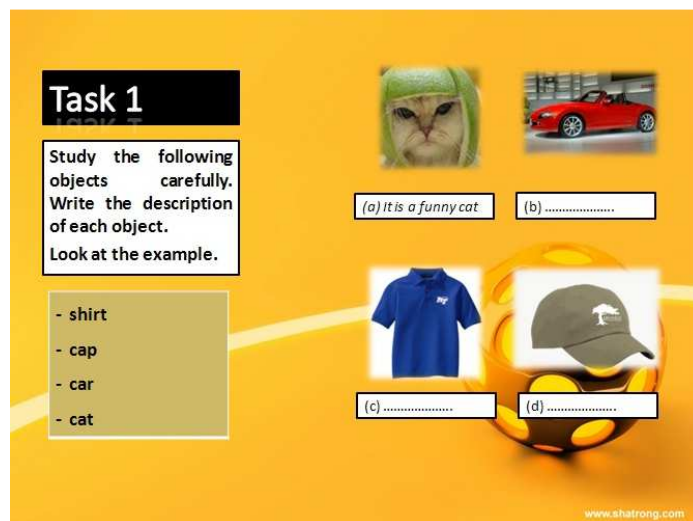 Task 1
Study the following
objects carefully.
Write the description
of each object.
Look at the example.
- shirt
- cap
- car
- cat
(a) It is a funny cat
(b) ....................
(c) ....................
(d) ....................
www.shatrong.com